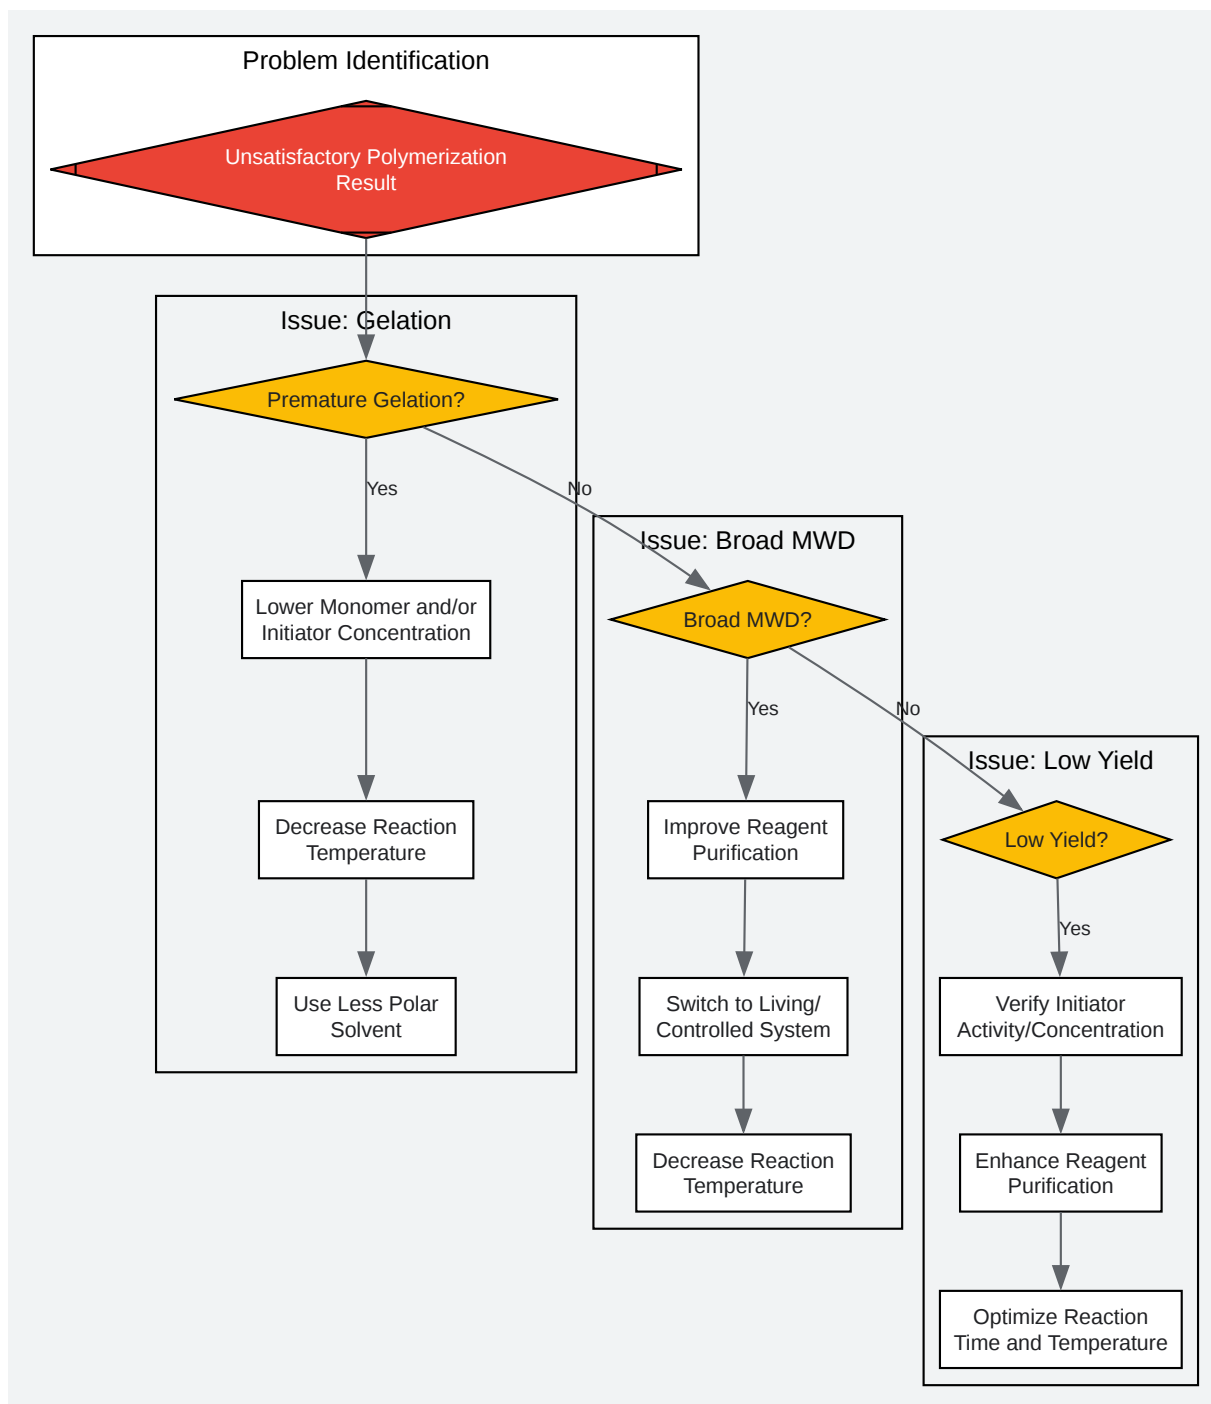 Problem Identification
Unsatisfactory Polymerization
Result
Issue: Gelation
Premature Gelation?
Yes
No
Lower Monomer and/or
Initiator Concentration
Decrease Reaction
Temperature
Use Less Polar
Solvent
Issue: Broad MWD
Broad MWD?
Yes
No
Improve Reagent
Purification
Switch to Living/
Controlled System
Decrease Reaction
Temperature
Issue: Low Yield
Low Yield?
Yes
Verify Initiator
Activity/Concentration
Enhance Reagent
Purification
Optimize Reaction
Time and Temperature